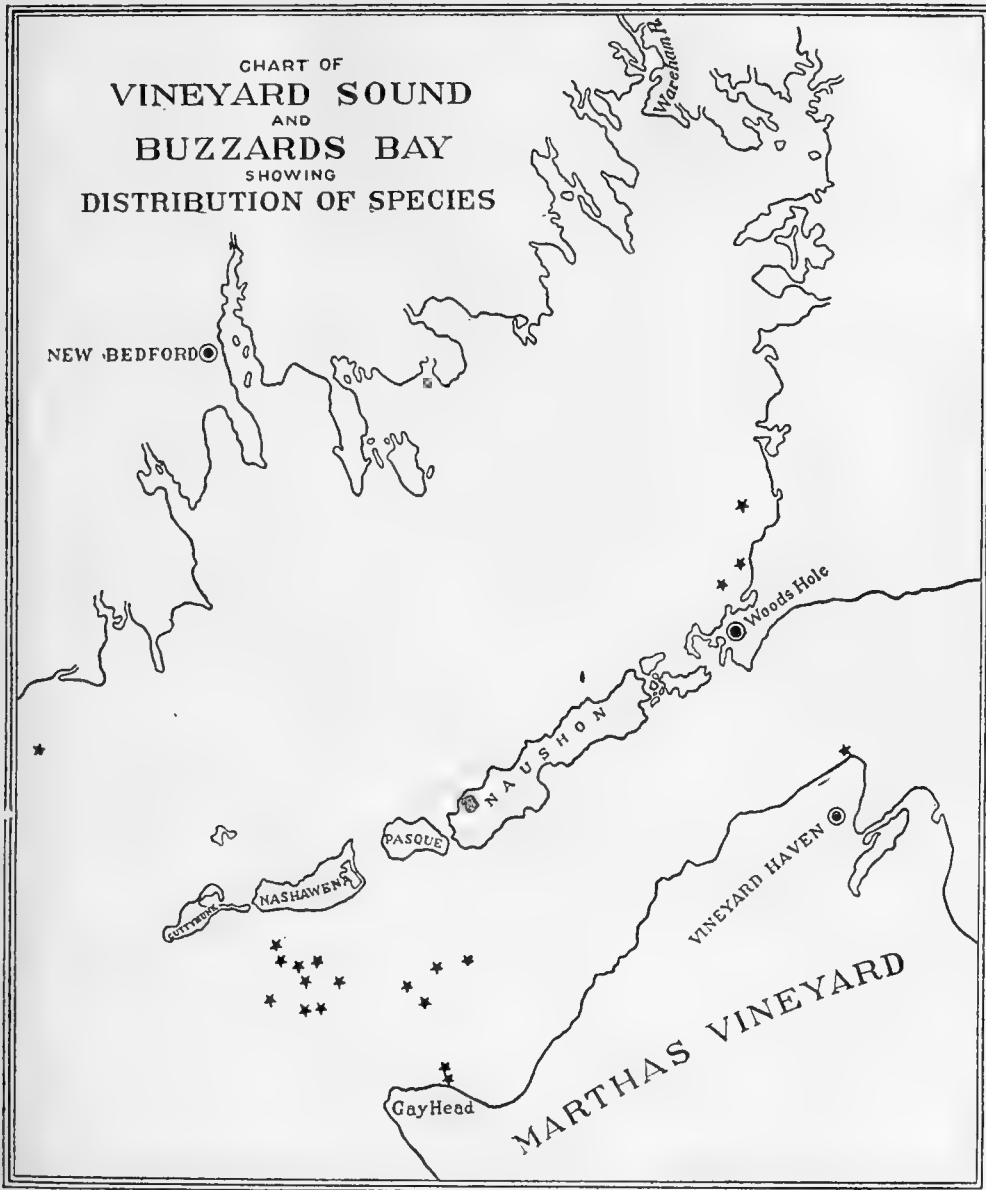 CHART OF
VINEYARD SOUND
AND
BUZZARDS BAY
SHOWING
DISTRIBUTION OF SPECIES
Wareham R.
NEW BEDFORD
Woods Hole
NAUSHON
PASQUE
NASHAWENA
CUTTYHUNK
VINEYARD HAVEN
MARTHAS VINEYARD
Gay Head